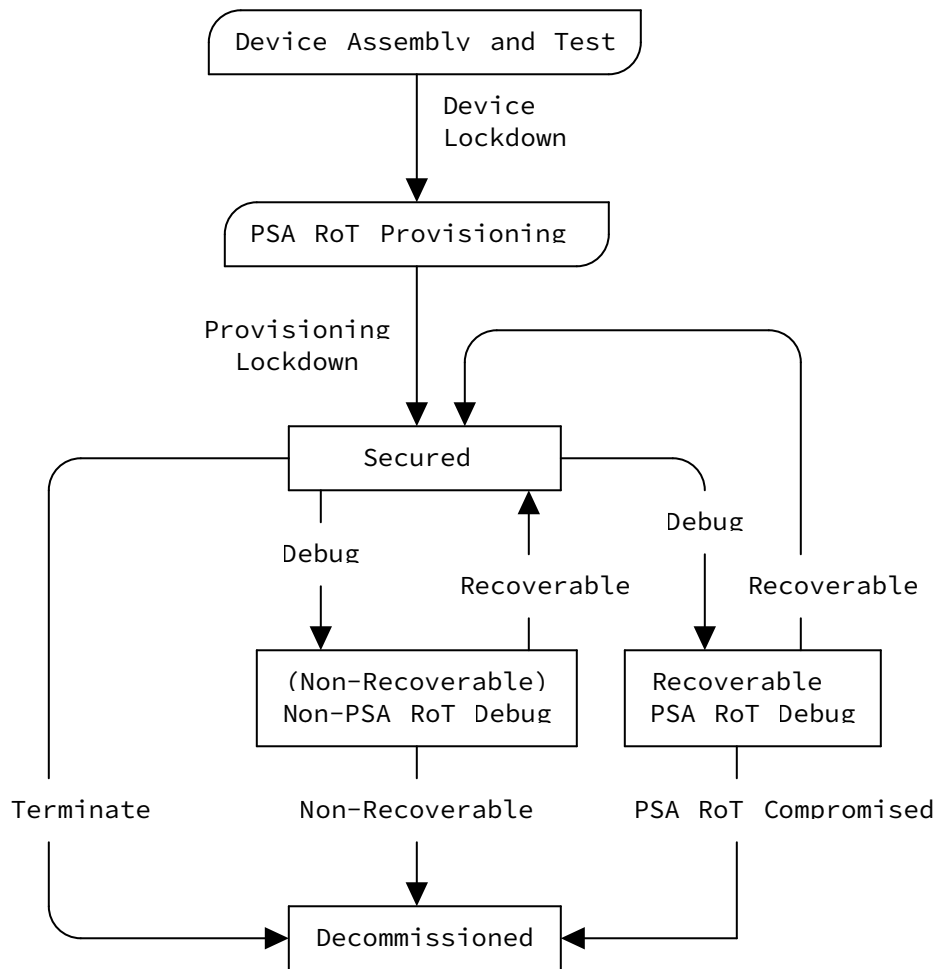 Device Assembly and Test
Device
Lockdown
PSA RoT Provisioning
Provisioning
Lockdown
Secured
Debug
Debug
Recoverable
Recoverable
(Non-Recoverable)
Non-PSA RoT Debug
Recoverable
PSA RoT Debug
Terminate
Non-Recoverable
PSA RoT Compromised
Decommissioned